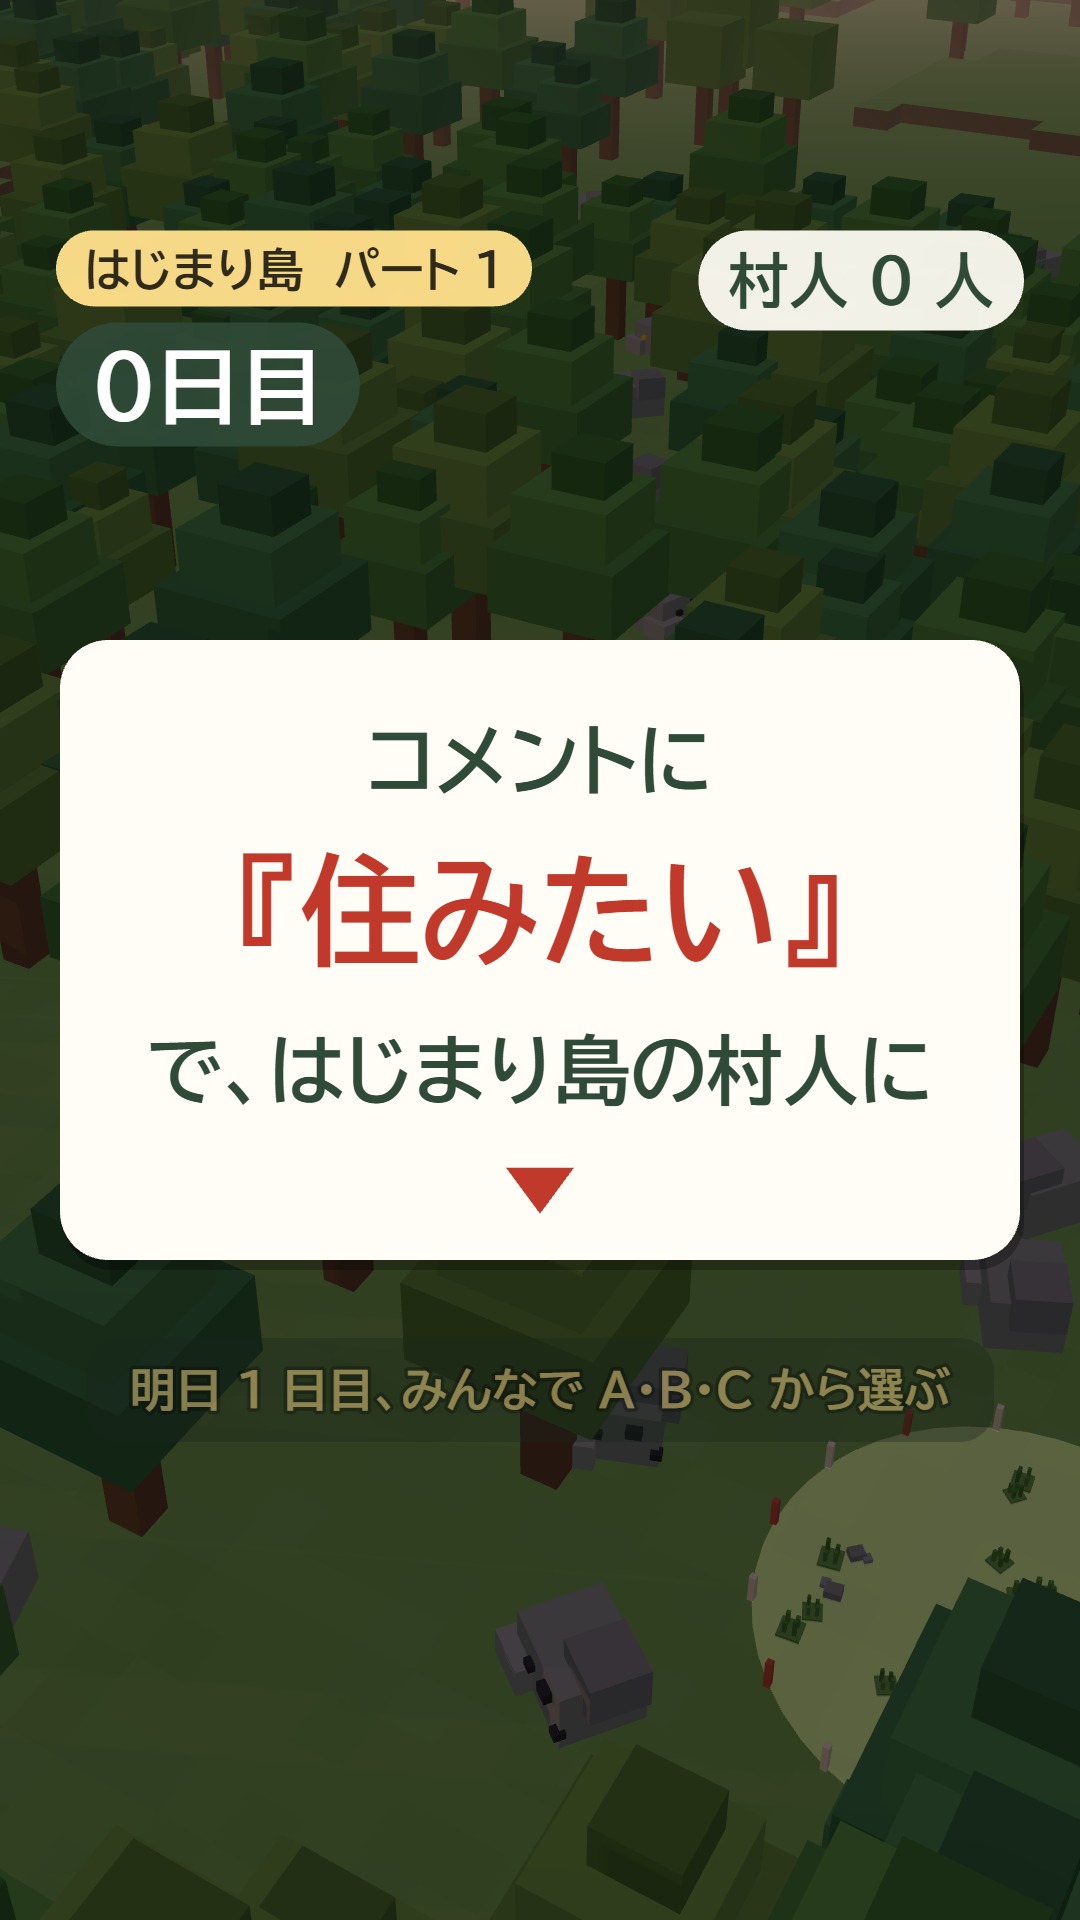 はじまり島 パート 1
村人 0 人
0日目
コメントに
『住みたい』
で、はじまり島の村人に
▼
明日 1 日目、みんなで A・B・C から選ぶ